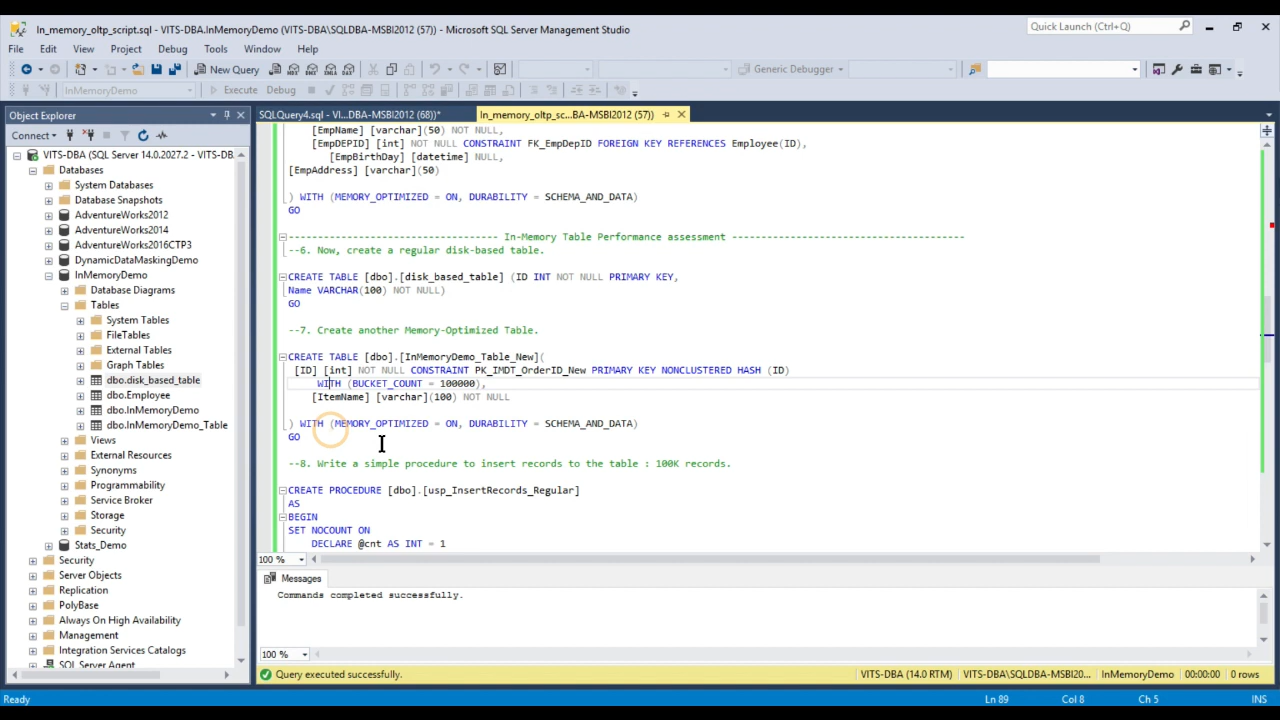 In_memory_oltp_script.sql - VITS-DBA.InMemoryDemo (VITS-DBA\SQLDBA-MSBI2012 (57)) - Microsoft SQL Server Management Studio
Quick Launch (Ctrl+Q)
File Edit View Project Debug Tools Window Help
New Query
MDX DMX XMLA DAX
Generic Debugger
InMemoryDemo
Execute Debug
Object Explorer
SQLQuery4.sql - VI...DBA-MSBI2012 (68))*
In_memory_oltp_sc...BA-MSBI2012 (57))
Connect
VITS-DBA (SQL Server 14.0.2027.2 - VITS-DB
Databases
System Databases
Database Snapshots
AdventureWorks2012
AdventureWorks2014
AdventureWorks2016CTP3
DynamicDataMaskingDemo
InMemoryDemo
Database Diagrams
Tables
System Tables
FileTables
External Tables
Graph Tables
dbo.disk_based_table
dbo.Employee
dbo.InMemoryDemo
dbo.InMemoryDemo_Table
Views
External Resources
Synonyms
Programmability
Service Broker
Storage
Security
Stats_Demo
Security
Server Objects
Replication
PolyBase
Always On High Availability
Management
Integration Services Catalogs
SQL Server Agent
[EmpName] [varchar](50) NOT NULL,
[EmpDEPID] [int] NOT NULL CONSTRAINT FK_EmpDepID FOREIGN KEY REFERENCES Employee(ID),
[EmpBirthDay] [datetime] NULL,
[EmpAddress] [varchar](50)
) WITH (MEMORY_OPTIMIZED = ON, DURABILITY = SCHEMA_AND_DATA)
GO
------------------------------------ In-Memory Table Performance assessment ----------------------------------------
--6. Now, create a regular disk-based table.
CREATE TABLE [dbo].[disk_based_table] (ID INT NOT NULL PRIMARY KEY,
Name VARCHAR(100) NOT NULL)
GO
--7. Create another Memory-Optimized Table.
CREATE TABLE [dbo].[InMemoryDemo_Table_New](
[ID] [int] NOT NULL CONSTRAINT PK_IMDT_OrderID_New PRIMARY KEY NONCLUSTERED HASH (ID)
WITH (BUCKET_COUNT = 100000),
[ItemName] [varchar](100) NOT NULL
) WITH (MEMORY_OPTIMIZED = ON, DURABILITY = SCHEMA_AND_DATA)
GO
--8. Write a simple procedure to insert records to the table : 100K records.
CREATE PROCEDURE [dbo].[usp_InsertRecords_Regular]
AS
BEGIN
SET NOCOUNT ON
DECLARE @cnt AS INT = 1
100 %
Messages
Commands completed successfully.
100 %
Query executed successfully.
VITS-DBA (14.0 RTM) VITS-DBA\SQLDBA-MSBI20... InMemoryDemo 00:00:00 0 rows
Ready Ln 89 Col 8 Ch 5 INS